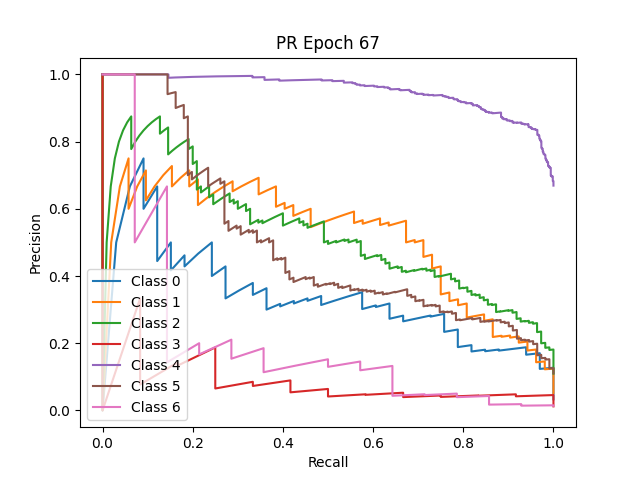 PR Epoch 67
Precision
1.0
0.8
0.6
0.4
0.2
0.0
Class 0
Class 1
Class 2
Class 3
Class 4
Class 5
Class 6
0.0 0.2 0.4 0.6 0.8 1.0
Recall